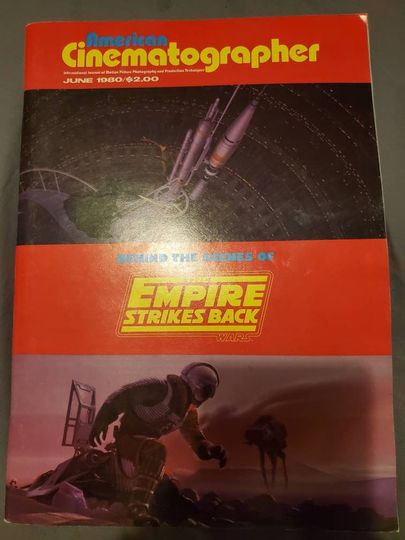 American
Cinematographer
International Journal of Motion Picture Photography and Production Techniques
JUNE 1980/$2.00
BEHIND THE SCENES OF
THE
EMPIRE
STRIKES BACK
WARS